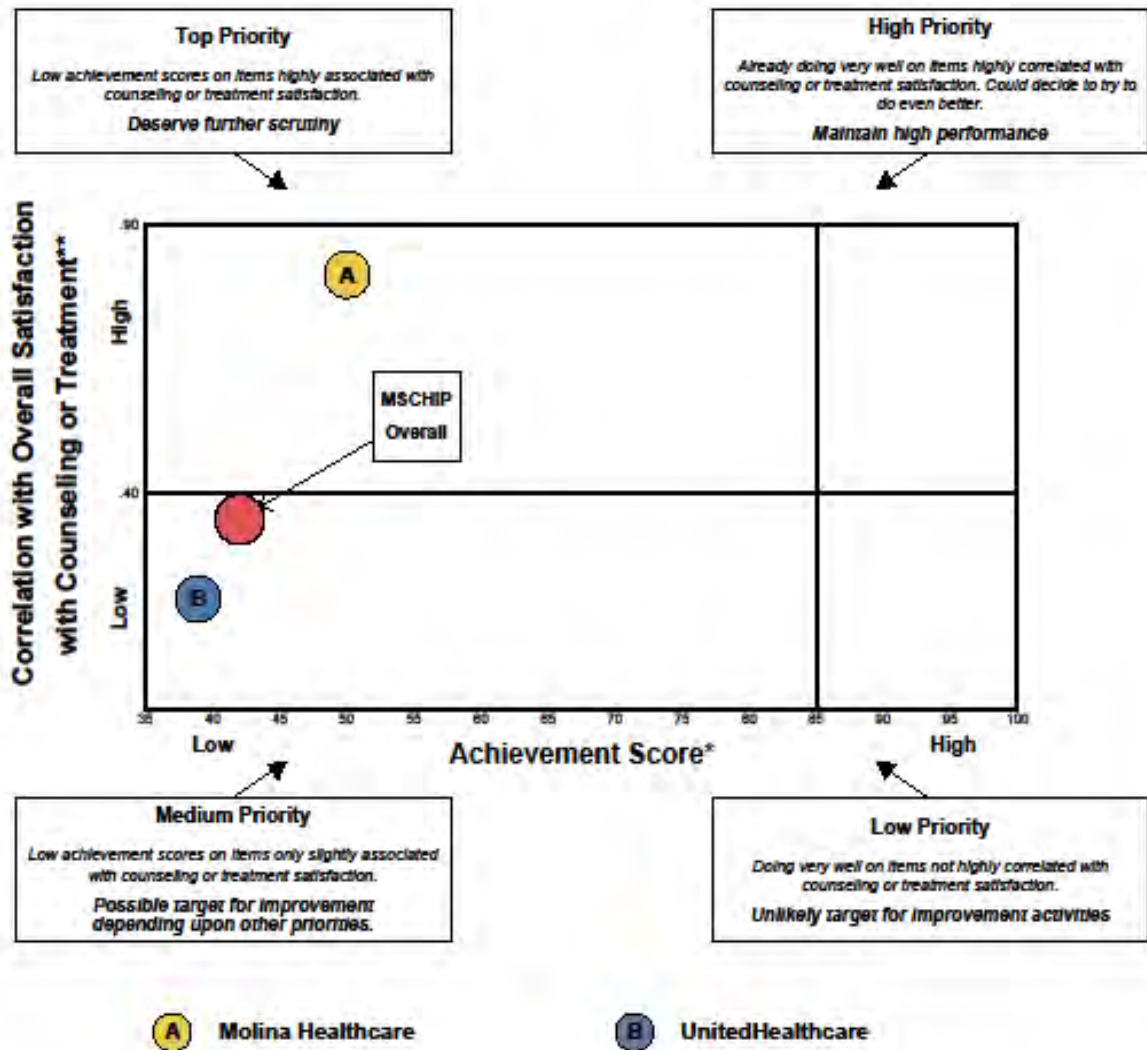 Top Priority
Low achievement scores on items highly associated with
counseling or treatment satisfaction.
Deserve further scrutiny
High Priority
Already doing very well on items highly correlated with
counseling or treatment satisfaction. Could decide to try to
do even better.
Maintain high performance
Correlation with Overall Satisfaction
with Counseling or Treatment**
.90
High
A
MSCHIP
Overall
.40
Low
B
35 40 45 50 55 60 65 70 75 80 85 90 95 100
Low
Achievement Score*
High
Medium Priority
Low achievement scores on items only slightly associated
with counseling or treatment satisfaction.
Possible target for improvement
depending upon other priorities.
Low Priority
Doing very well on items not highly correlated with
counseling or treatment satisfaction.
Unlikely target for improvement activities
A Molina Healthcare
B UnitedHealthcare